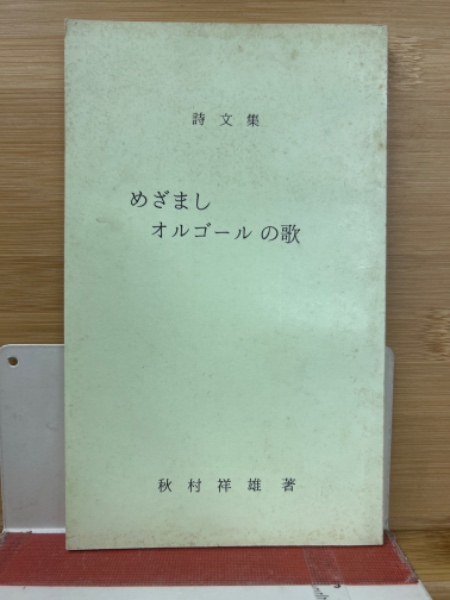 詩文集
めざまし
オルゴールの歌
秋村祥雄著